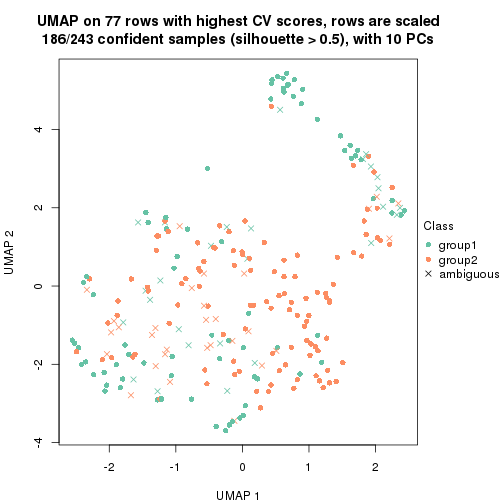 UMAP on 77 rows with highest CV scores, rows are scaled
186/243 confident samples (silhouette > 0.5), with 10 PCs
4
2
0
-2
-4
UMAP 2
-2
-1
0
1
2
UMAP 1
Class
group1
group2
ambiguous